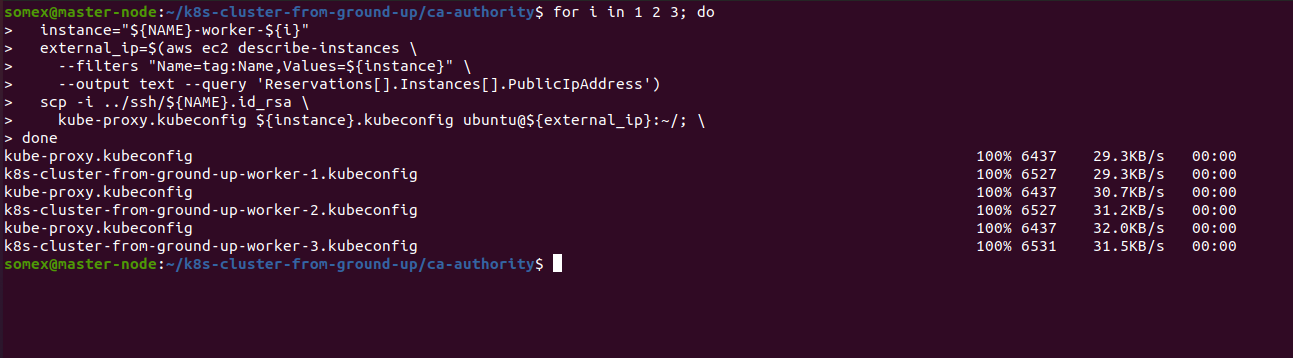 somex@master-node:~/k8s-cluster-from-ground-up/ca-authority$ for i in 1 2 3; do
>   instance="${NAME}-worker-${i}"
>   external_ip=$(aws ec2 describe-instances \
>     --filters "Name=tag:Name,Values=${instance}" \
>     --output text --query 'Reservations[].Instances[].PublicIpAddress')
>   scp -i ../ssh/${NAME}.id_rsa \
>     kube-proxy.kubeconfig ${instance}.kubeconfig ubuntu@${external_ip}:~/; \
> done
kube-proxy.kubeconfig 100% 6437 29.3KB/s 00:00
k8s-cluster-from-ground-up-worker-1.kubeconfig 100% 6527 29.3KB/s 00:00
kube-proxy.kubeconfig 100% 6437 30.7KB/s 00:00
k8s-cluster-from-ground-up-worker-2.kubeconfig 100% 6527 31.2KB/s 00:00
kube-proxy.kubeconfig 100% 6437 32.0KB/s 00:00
k8s-cluster-from-ground-up-worker-3.kubeconfig 100% 6531 31.5KB/s 00:00
somex@master-node:~/k8s-cluster-from-ground-up/ca-authority$